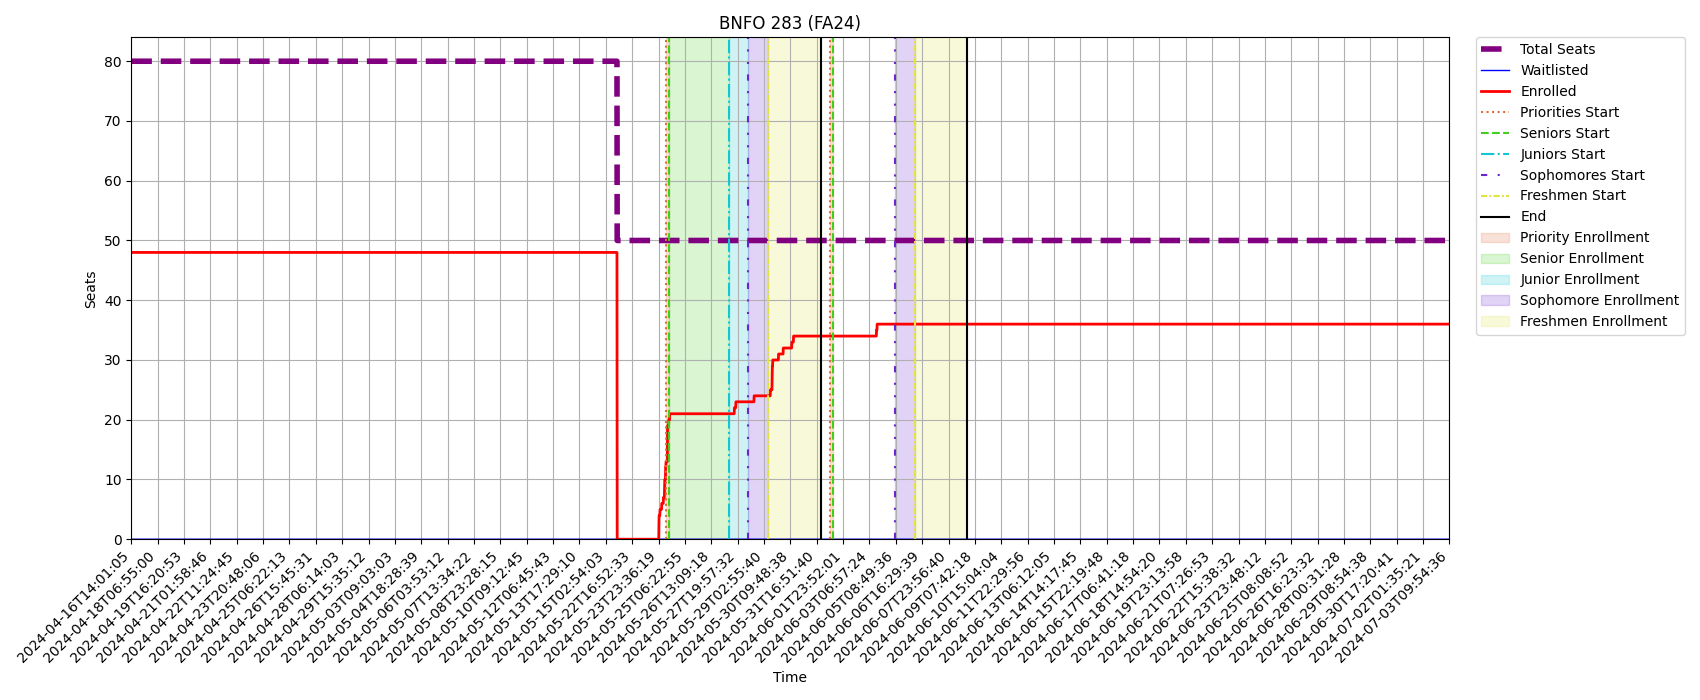 BNFO 283 (FA24)
Seats
80
70
60
50
40
30
20
10
0
2024-04-16T14:01:05
2024-04-18T06:55:00
2024-04-19T16:20:53
2024-04-21T01:58:46
2024-04-22T11:24:45
2024-04-23T20:48:06
2024-04-25T06:22:13
2024-04-26T15:45:31
2024-04-28T06:14:03
2024-04-29T15:35:12
2024-05-03T09:03:03
2024-05-04T18:28:39
2024-05-06T03:53:12
2024-05-07T13:34:22
2024-05-08T23:28:15
2024-05-10T09:12:45
2024-05-12T06:45:43
2024-05-13T17:29:10
2024-05-15T02:54:03
2024-05-22T16:52:33
2024-05-23T23:36:19
2024-05-25T06:22:55
2024-05-26T13:09:18
2024-05-27T19:57:32
2024-05-29T02:55:40
2024-05-30T09:48:38
2024-05-31T16:51:40
2024-06-01T23:52:01
2024-06-03T06:57:24
2024-06-05T08:49:36
2024-06-06T16:29:39
2024-06-07T23:56:40
2024-06-09T07:42:18
2024-06-10T15:04:04
2024-06-11T22:29:56
2024-06-13T06:12:05
2024-06-14T14:17:45
2024-06-15T22:19:48
2024-06-17T06:41:18
2024-06-18T14:54:20
2024-06-19T23:13:58
2024-06-21T07:26:53
2024-06-22T15:38:32
2024-06-23T23:48:12
2024-06-25T08:08:52
2024-06-26T16:23:32
2024-06-28T00:31:28
2024-06-29T08:54:38
2024-06-30T17:20:41
2024-07-02T01:35:21
2024-07-03T09:54:36
Time
Total Seats
Waitlisted
Enrolled
Priorities Start
Seniors Start
Juniors Start
Sophomores Start
Freshmen Start
End
Priority Enrollment
Senior Enrollment
Junior Enrollment
Sophomore Enrollment
Freshmen Enrollment